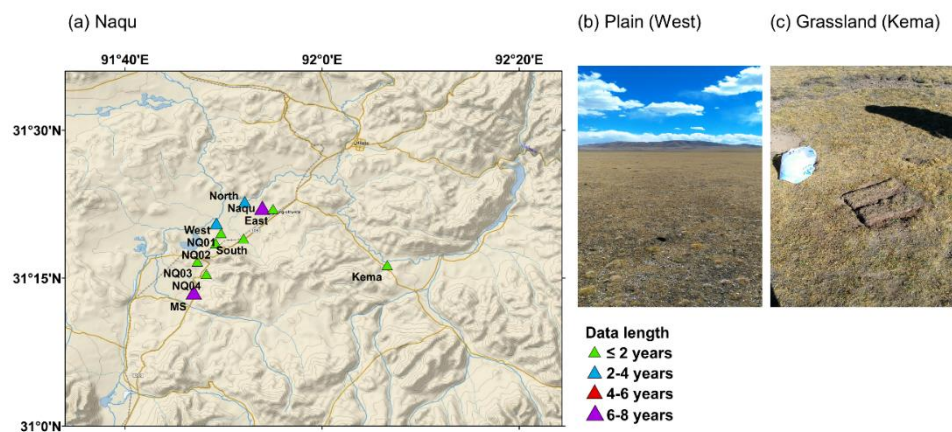 (a) Naqu
(b) Plain (West)
(c) Grassland (Kema)
91°40'E
92°0'E
92°20'E
31°30'N
31°15'N
31°0'N
North
Naqu
East
West
NQ01
South
NQ02
NQ03
NQ04
MS
Kema
Data length
≤ 2 years
2-4 years
4-6 years
6-8 years